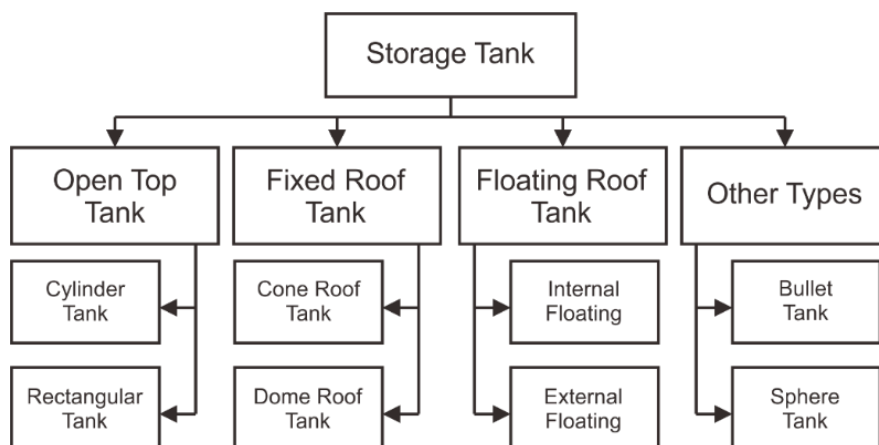 Storage Tank
Open Top
Tank
Fixed Roof
Tank
Floating Roof
Tank
Other Types
Cylinder
Tank
Cone Roof
Tank
Internal
Floating
Bullet
Tank
Rectangular
Tank
Dome Roof
Tank
External
Floating
Sphere
Tank